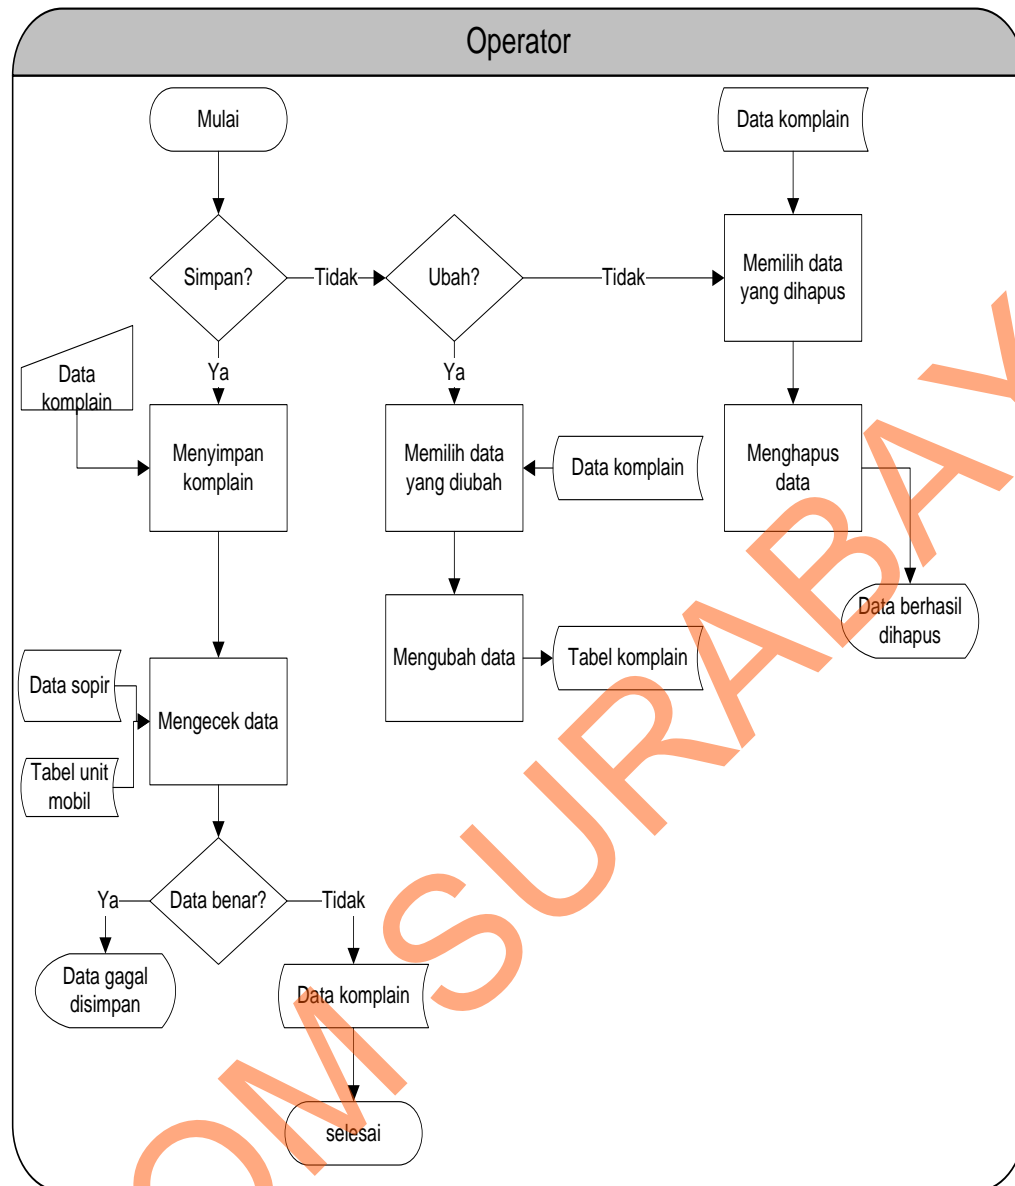 Operator
Mulai
Data komplain
Simpan?
Tidak
Ubah?
Tidak
Memilih data
yang dihapus
Ya
Ya
Data
komplain
Menyimpan
komplain
Memilih data
yang diubah
Data komplain
Menghapus
data
Data berhasil
dihapus
Mengubah data
Tabel komplain
Data sopir
Mengecek data
Tabel unit
mobil
Ya
Data benar?
Tidak
Data gagal
disimpan
Data komplain
selesai
OM SURABAY